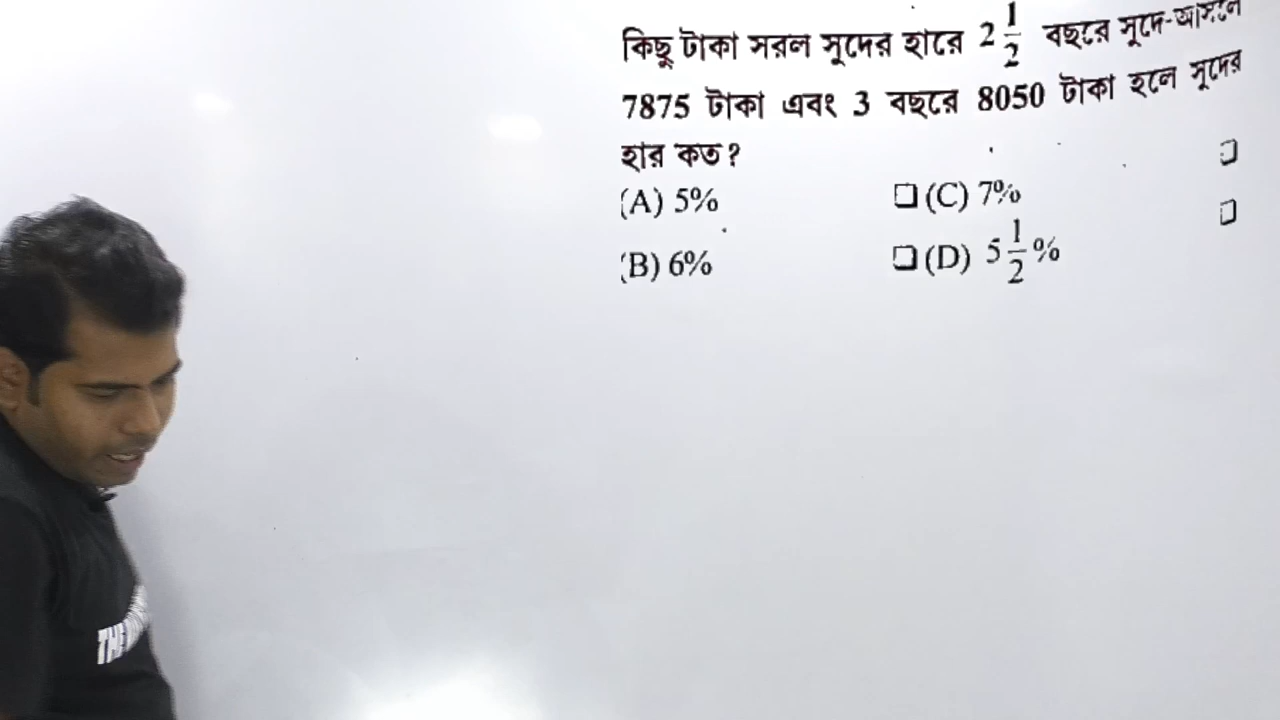 কিছু টাকা সরল সুদের হারে 2 1/2 বছরে সুদে-আসলে
7875 টাকা এবং 3 বছরে 8050 টাকা হলে সুদের
হার কত?
(A) 5% (C) 7%
(B) 6% (D) 5 1/2 %